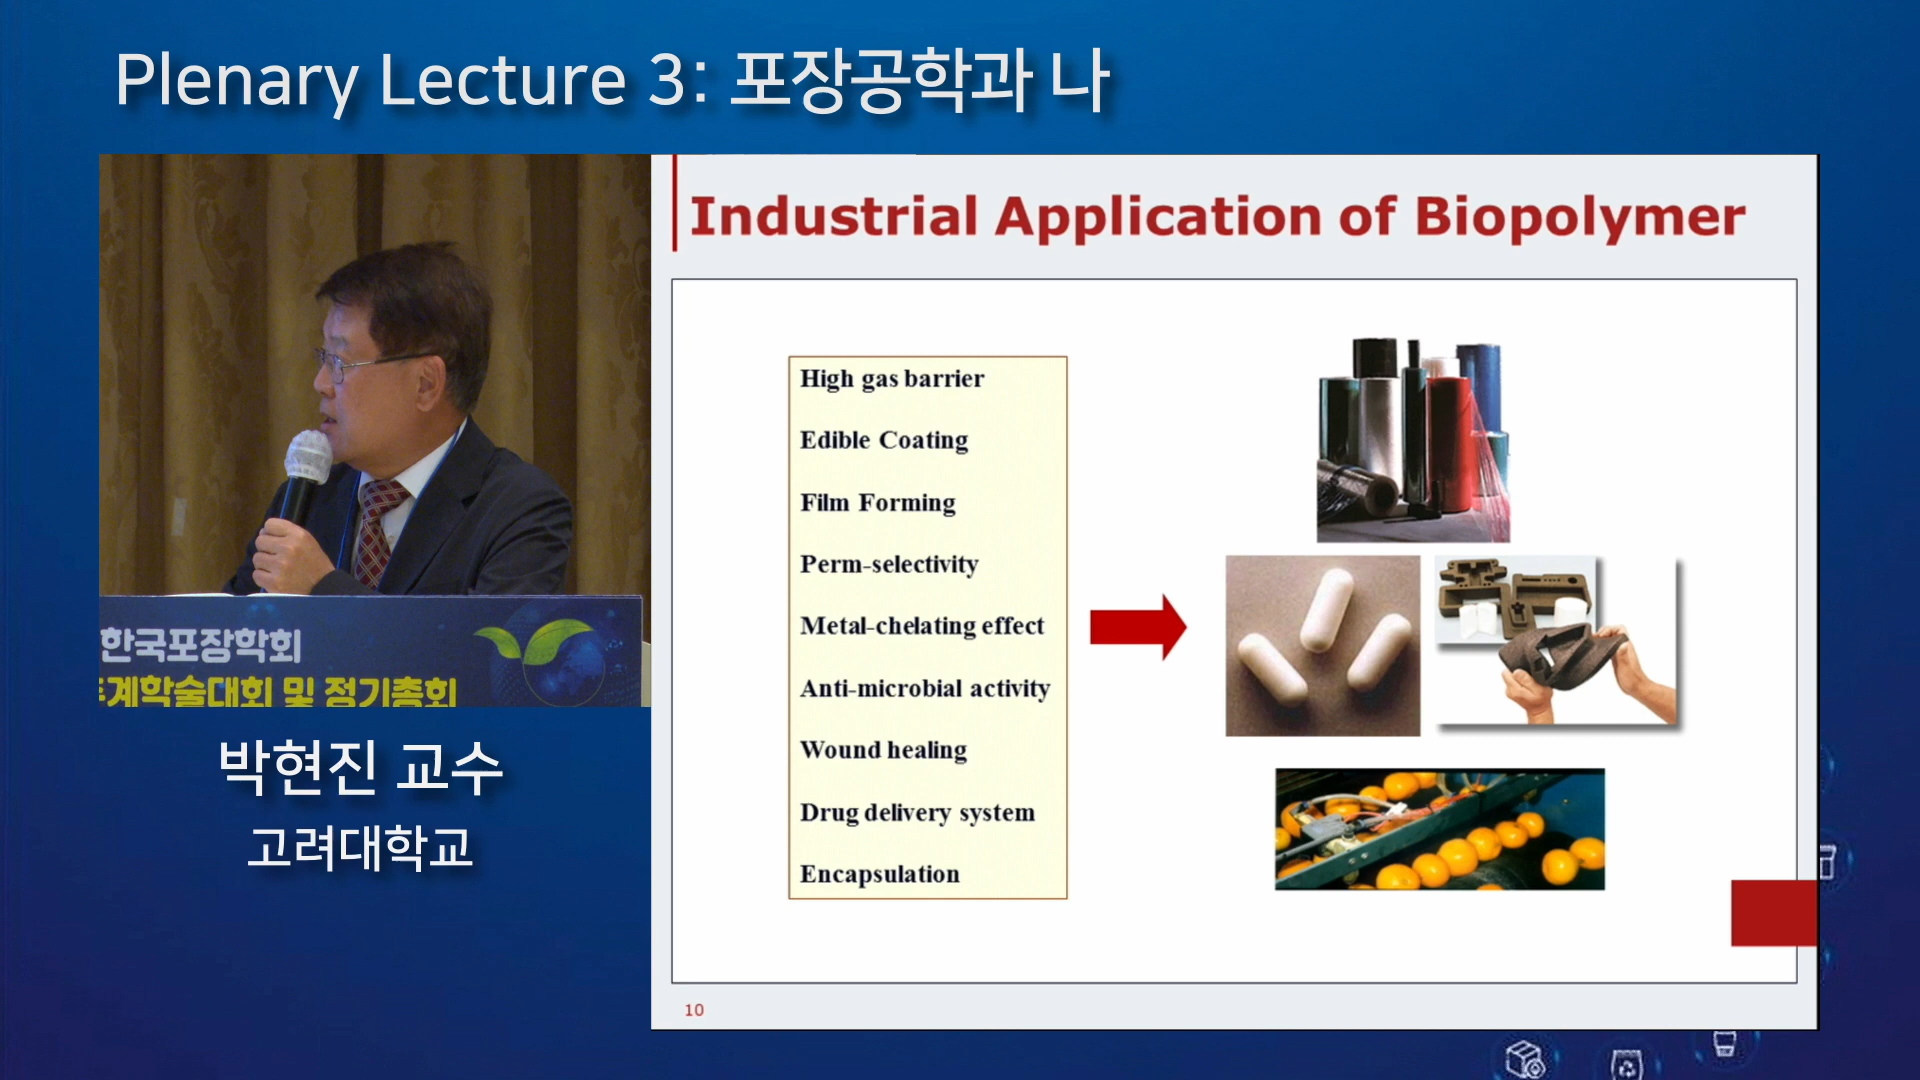 Plenary Lecture 3: 포장공학과 나
Industrial Application of Biopolymer
High gas barrier
Edible Coating
Film Forming
Perm-selectivity
Metal-chelating effect
Anti-microbial activity
Wound healing
Drug delivery system
Encapsulation
10
한국포장학회
계학술대회 및 정기총회
박현진 교수
고려대학교